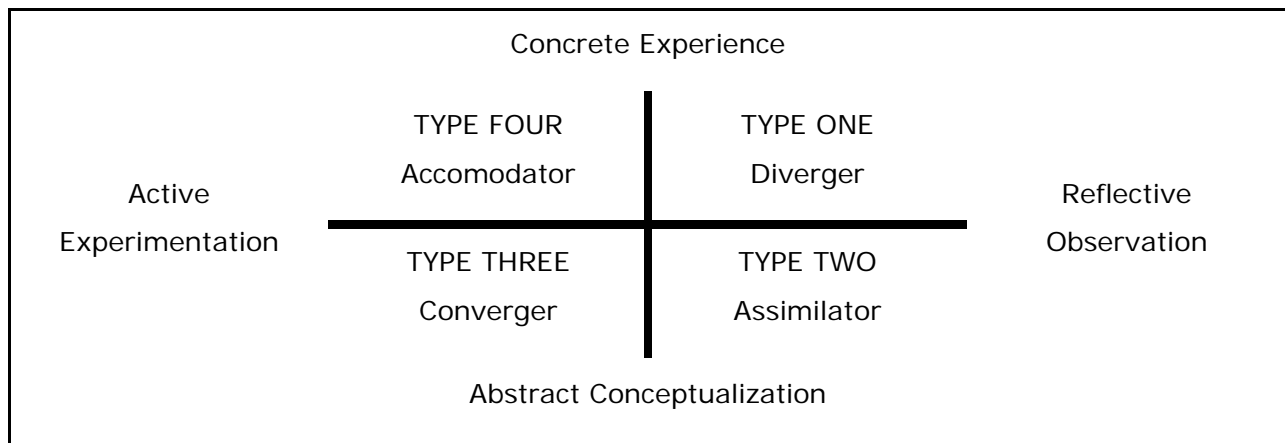 Concrete Experience
TYPE FOUR
Accomodator
TYPE ONE
Diverger
Active
Experimentation
Reflective
Observation
TYPE THREE
Converger
TYPE TWO
Assimilator
Abstract Conceptualization